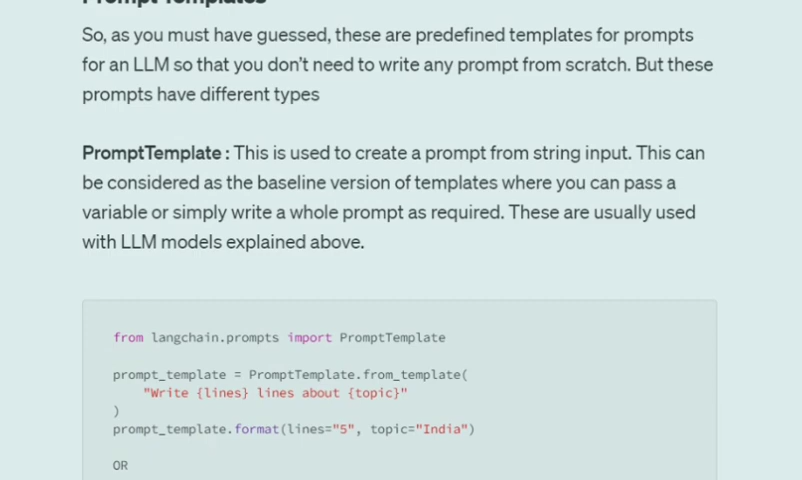 Prompt Templates
So, as you must have guessed, these are predefined templates for prompts
for an LLM so that you don't need to write any prompt from scratch. But these
prompts have different types
PromptTemplate : This is used to create a prompt from string input. This can
be considered as the baseline version of templates where you can pass a
variable or simply write a whole prompt as required. These are usually used
with LLM models explained above.
from langchain.prompts import PromptTemplate
prompt_template = PromptTemplate.from_template(
    "Write {lines} lines about {topic}"
)
prompt_template.format(lines="5", topic="India")
OR